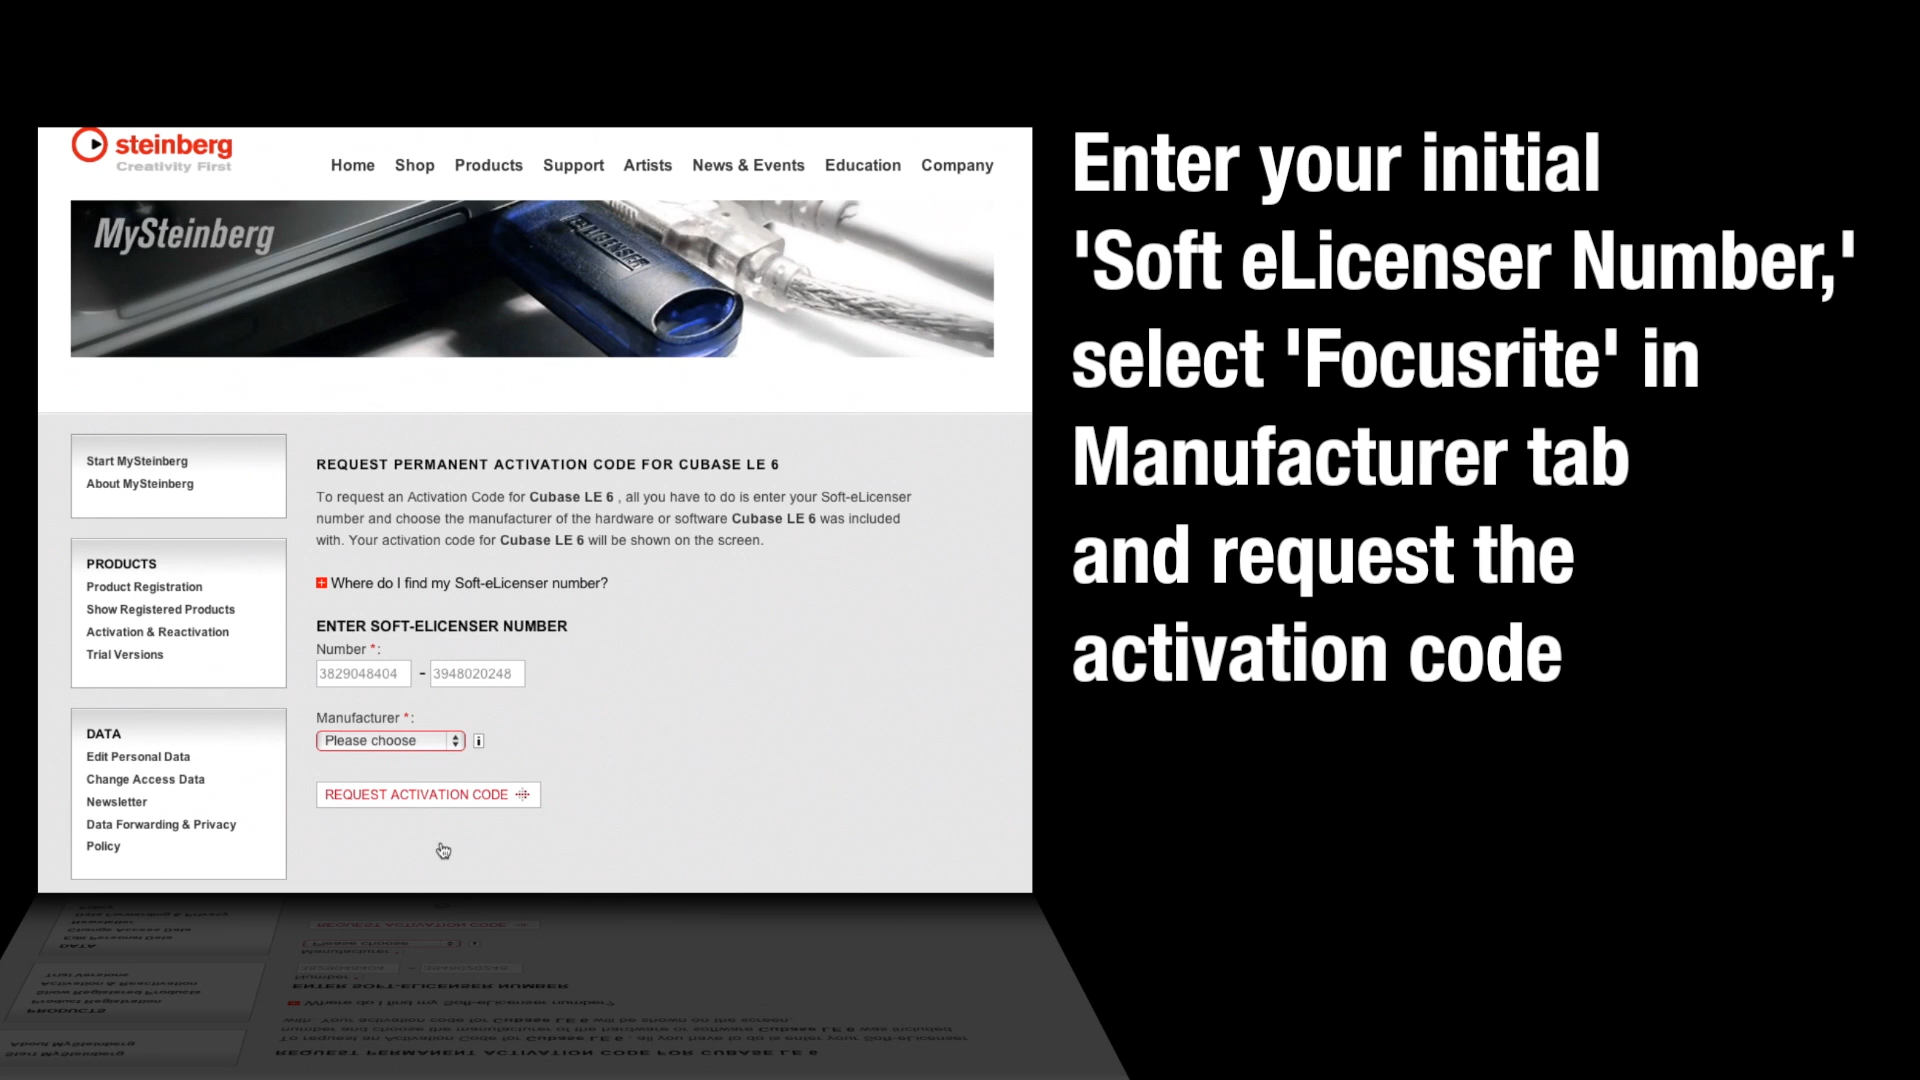 steinberg
Creativity First
Home Shop Products Support Artists News & Events Education Company
MySteinberg
Start MySteinberg
About MySteinberg
PRODUCTS
Product Registration
Show Registered Products
Activation & Reactivation
Trial Versions
DATA
Edit Personal Data
Change Access Data
Newsletter
Data Forwarding & Privacy
Policy
REQUEST PERMANENT ACTIVATION CODE FOR CUBASE LE 6
To request an Activation Code for Cubase LE 6 , all you have to do is enter your Soft-eLicenser
number and choose the manufacturer of the hardware or software Cubase LE 6 was included
with. Your activation code for Cubase LE 6 will be shown on the screen.
Where do I find my Soft-eLicenser number?
ENTER SOFT-ELICENSER NUMBER
Number *:
3829048404 - 3948020248
Manufacturer *:
Please choose
REQUEST ACTIVATION CODE
Enter your initial
'Soft eLicenser Number,'
select 'Focusrite' in
Manufacturer tab
and request the
activation code